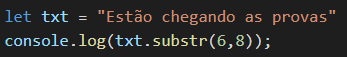 let txt = "Estão chegando as provas"
console.log(txt.substr(6,8));